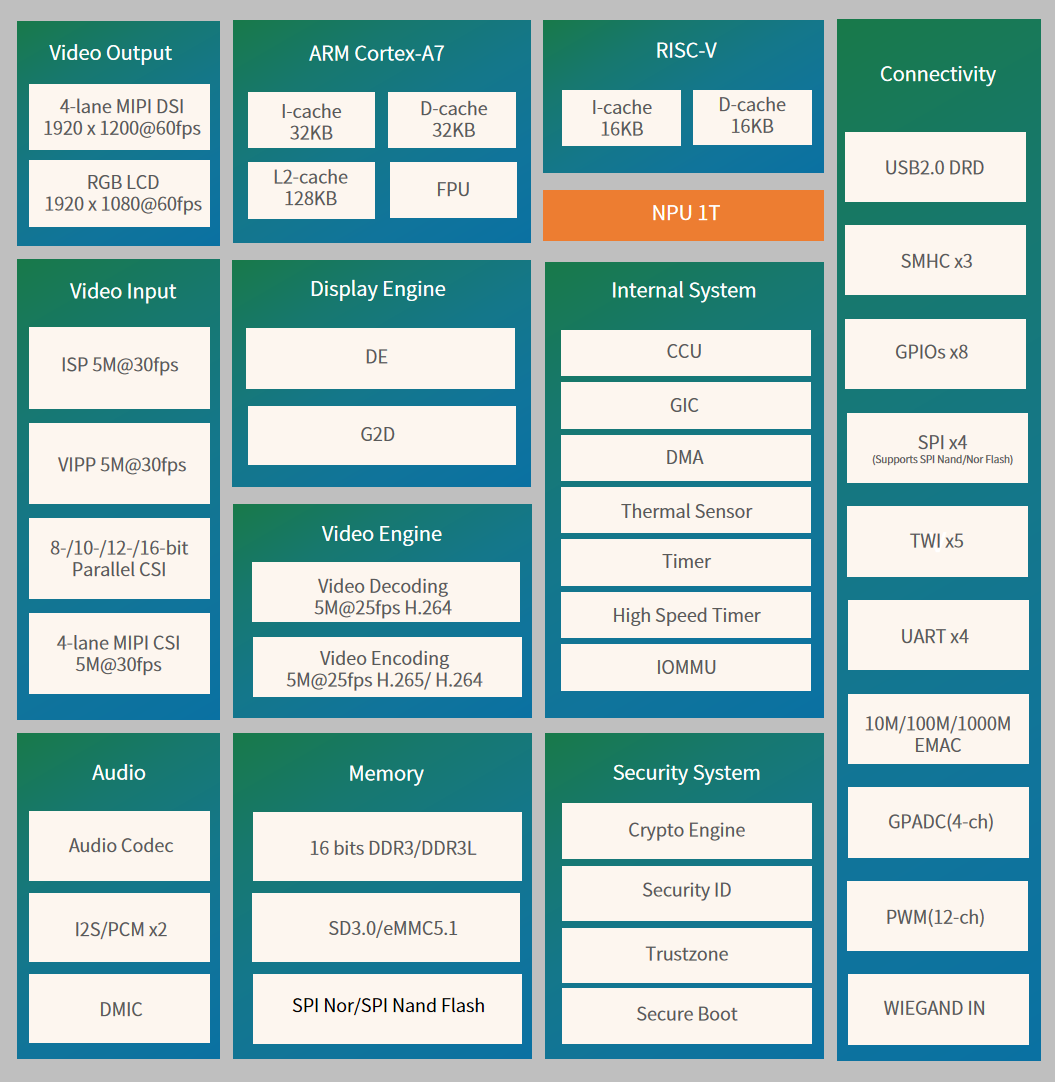 Video Output
4-lane MIPI DSI
1920 x 1200@60fps
RGB LCD
1920 x 1080@60fps
ARM Cortex-A7
I-cache
32KB
D-cache
32KB
L2-cache
128KB
FPU
RISC-V
I-cache
16KB
D-cache
16KB
NPU 1T
Connectivity
USB2.0 DRD
SMHC x3
GPIOs x8
SPI x4
(Supports SPI Nand/Nor Flash)
TWI x5
UART x4
10M/100M/1000M
EMAC
GPADC(4-ch)
PWM(12-ch)
WIEGAND IN
Video Input
ISP 5M@30fps
VIPP 5M@30fps
8-/10-/12-/16-bit
Parallel CSI
4-lane MIPI CSI
5M@30fps
Display Engine
DE
G2D
Video Engine
Video Decoding
5M@25fps H.264
Video Encoding
5M@25fps H.265/ H.264
Internal System
CCU
GIC
DMA
Thermal Sensor
Timer
High Speed Timer
IOMMU
Audio
Audio Codec
I2S/PCM x2
DMIC
Memory
16 bits DDR3/DDR3L
SD3.0/eMMC5.1
SPI Nor/SPI Nand Flash
Security System
Crypto Engine
Security ID
Trustzone
Secure Boot